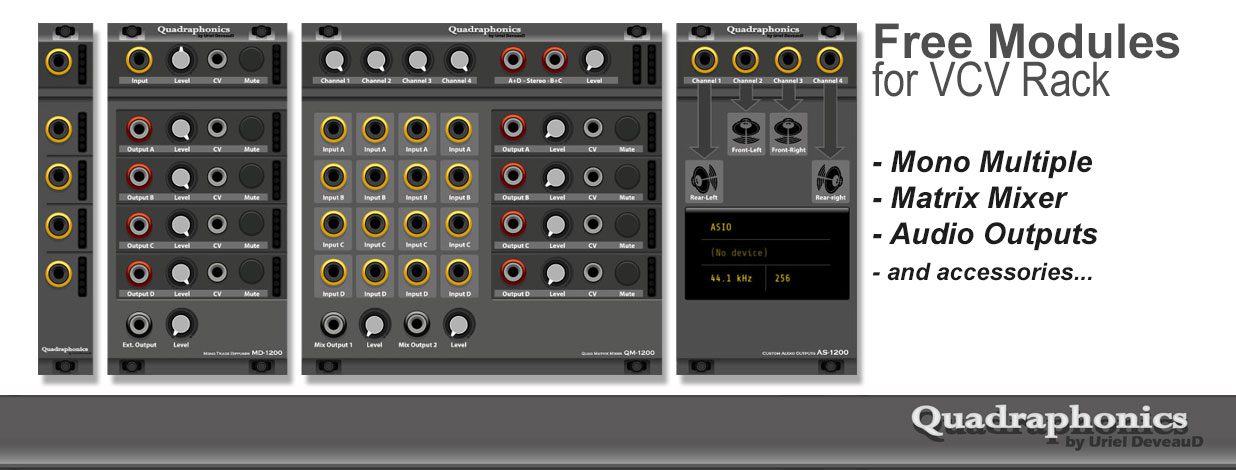 Quadraphonics
by Uriel DeveauD
Quadraphonics
by Uriel DeveauD
Quadraphonics
by Uriel DeveauD
Input Level CV Mute
Channel 1 Channel 2 Channel 3 Channel 4 A+D - Stereo - B+C Level
Channel 1 Channel 2 Channel 3 Channel 4
Output A Level CV Mute
Input A Input A Input A Input A
Output A Level CV Mute
Front-Left Front-Right
Output B Level CV Mute
Input B Input B Input B Input B
Output B Level CV Mute
Rear-Left Rear-right
Output C Level CV Mute
Input C Input C Input C Input C
Output C Level CV Mute
ASIO
(No device)
44.1 kHz 256
Output D Level CV Mute
Input D Input D Input D Input D
Output D Level CV Mute
Ext. Output Level
Mix Output 1 Level Mix Output 2 Level
Quadraphonics
Mono Trade Diffuser MD-1200
Quad Matrix Mixer QM-1200
Custom Audio Outputs AS-1200
Free Modules
for VCV Rack
- Mono Multiple
- Matrix Mixer
- Audio Outputs
- and accessories...
Quadraphonics
by Uriel DeveauD